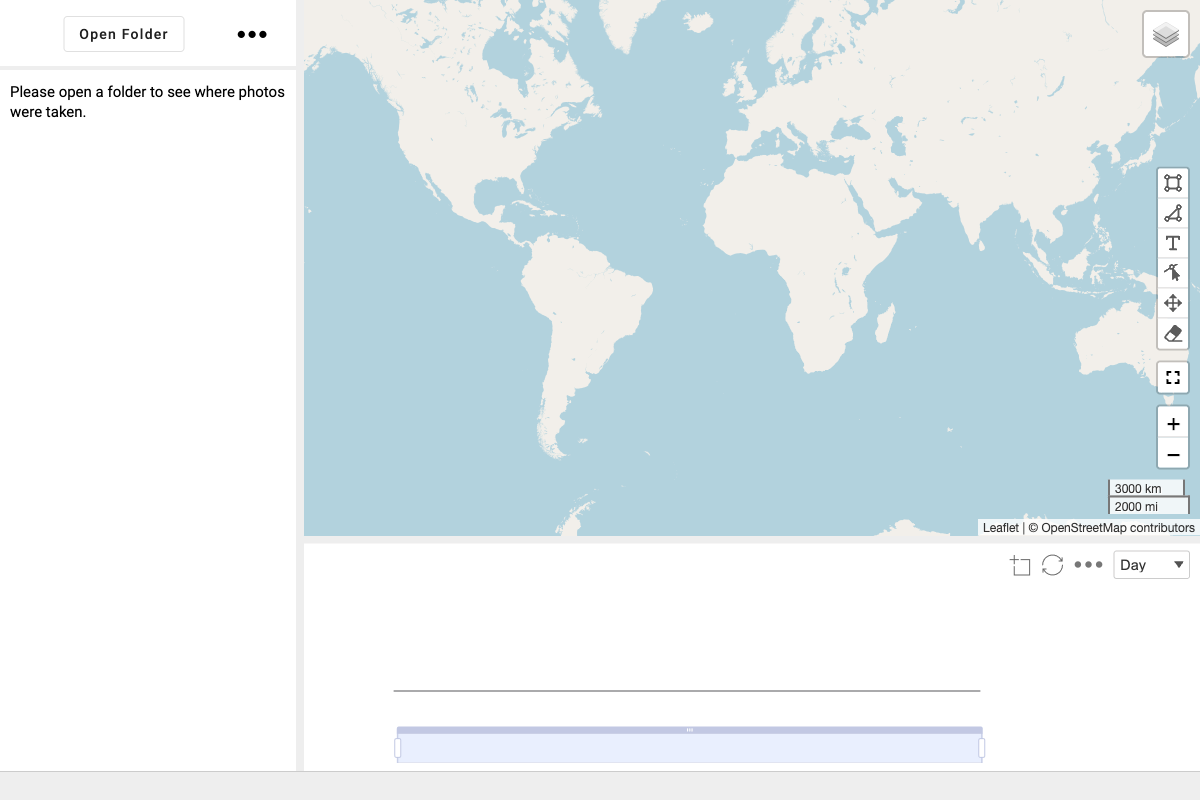 Open Folder
Please open a folder to see where photos
were taken.
T
3000 km
2000 mi
Leaflet | © OpenStreetMap contributors
Day